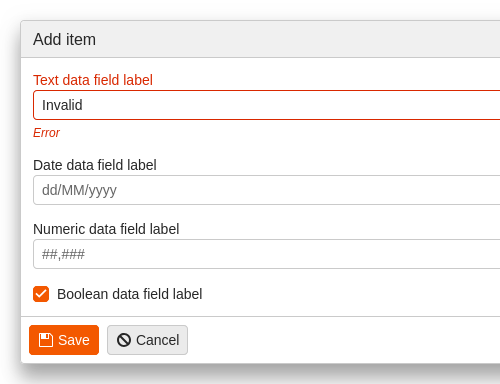 Add item
Text data field label
Invalid
Error
Date data field label
dd/MM/yyyy
Numeric data field label
##,###
Boolean data field label
Save Cancel